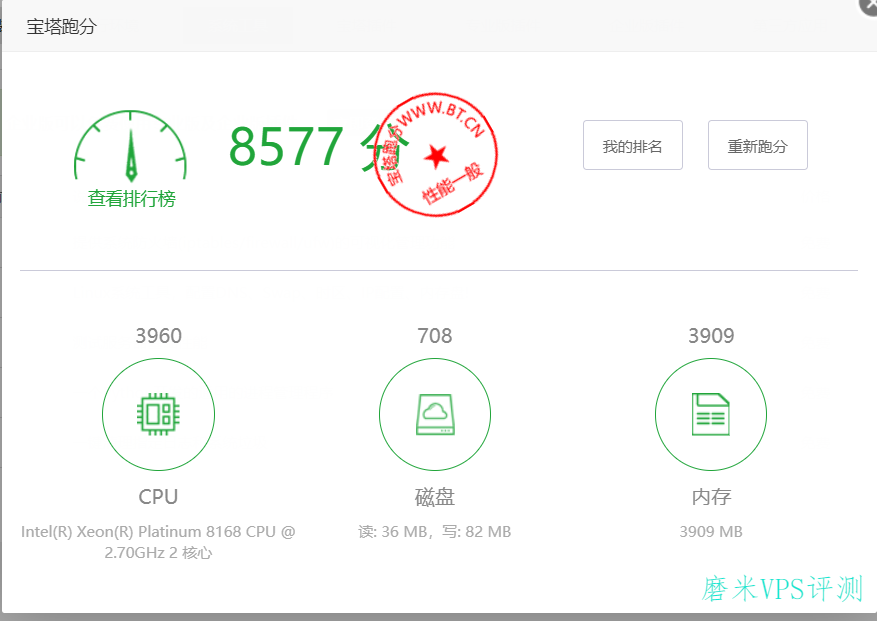 宝塔跑分
8577 分
宝塔跑分WWW.BT.CN
性能一般
我的排名
重新跑分
查看排行榜
3960
708
3909
CPU
磁盘
内存
Intel(R) Xeon(R) Platinum 8168 CPU @
2.70GHz 2 核心
读: 36 MB，写: 82 MB
3909 MB
磨米VPS评测